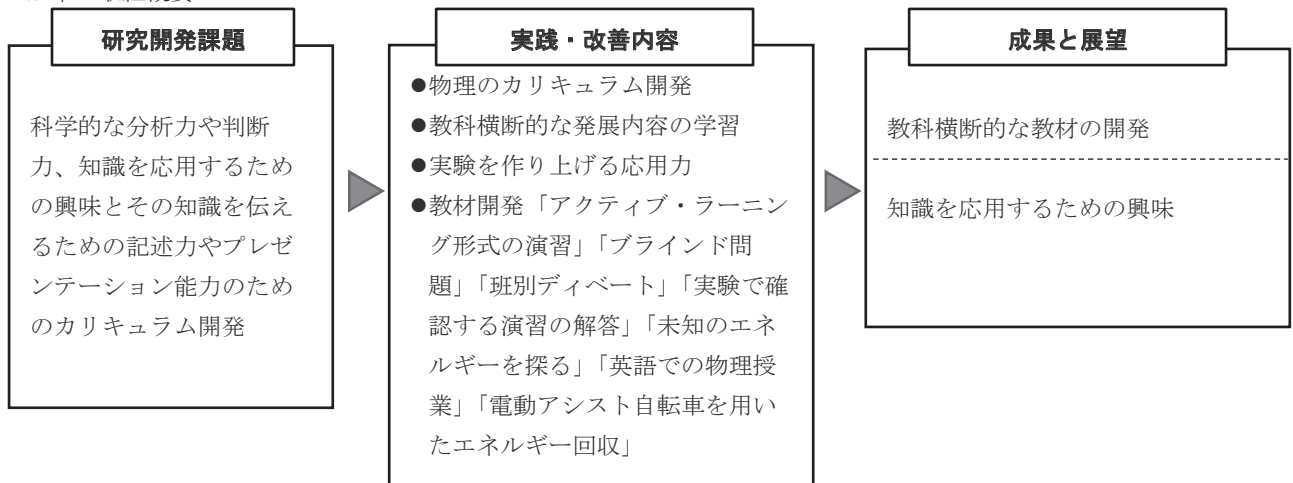 研究開発課題
科学的な分析力や判断
力、知識を応用するため
の興味とその知識を伝え
るための記述力やプレゼ
ンテーション能力のため
のカリキュラム開発
実践・改善内容
●物理のカリキュラム開発
●教科横断的な発展内容の学習
●実験を作り上げる応用力
●教材開発「アクティブ・ラーニン
グ形式の演習」「ブラインド問
題」「班別ディベート」「実験で確
認する演習の解答」「未知のエネ
ルギーを探る」「英語での物理授
業」「電動アシスト自転車を用い
たエネルギー回収」
成果と展望
教科横断的な教材の開発
知識を応用するための興味